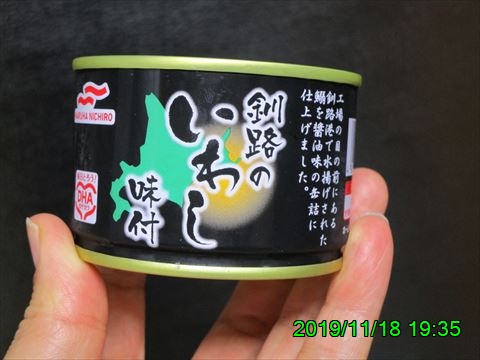 MARUHA NICHIRO
DHA
釧路の
いわし
味付
工場の目の前にある
釧路港で水揚げされた
鰯を醤油味の缶詰に
仕上げました。
2019/11/18 19:35